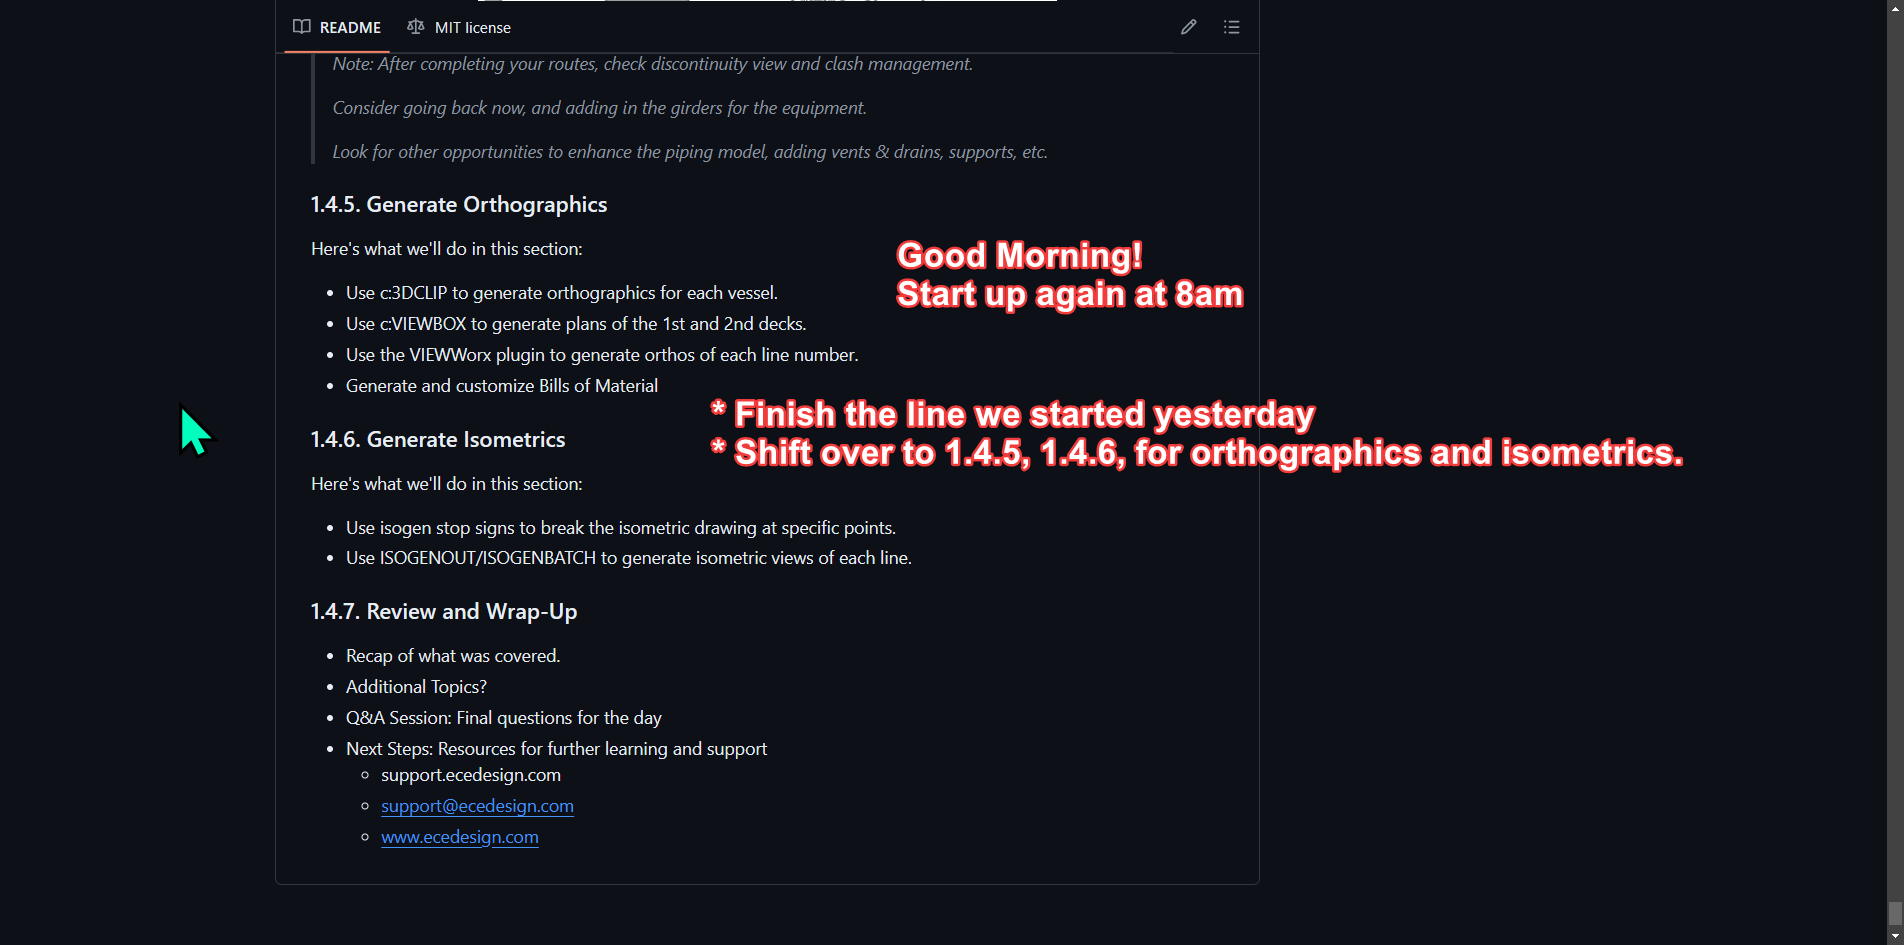 README
MIT license
Note: After completing your routes, check discontinuity view and clash management.
Consider going back now, and adding in the girders for the equipment.
Look for other opportunities to enhance the piping model, adding vents & drains, supports, etc.
1.4.5. Generate Orthographics
Here's what we'll do in this section:
Good Morning!
Start up again at 8am
• Use c:3DCLIP to generate orthographics for each vessel.
• Use c:VIEWBOX to generate plans of the 1st and 2nd decks.
• Use the VIEWWorx plugin to generate orthos of each line number.
• Generate and customize Bills of Material
* Finish the line we started yesterday
* Shift over to 1.4.5, 1.4.6, for orthographics and isometrics.
1.4.6. Generate Isometrics
Here's what we'll do in this section:
• Use isogen stop signs to break the isometric drawing at specific points.
• Use ISOGENOUT/ISOGENBATCH to generate isometric views of each line.
1.4.7. Review and Wrap-Up
• Recap of what was covered.
• Additional Topics?
• Q&A Session: Final questions for the day
• Next Steps: Resources for further learning and support
◦ support.ecedesign.com
◦ support@ecedesign.com
◦ www.ecedesign.com